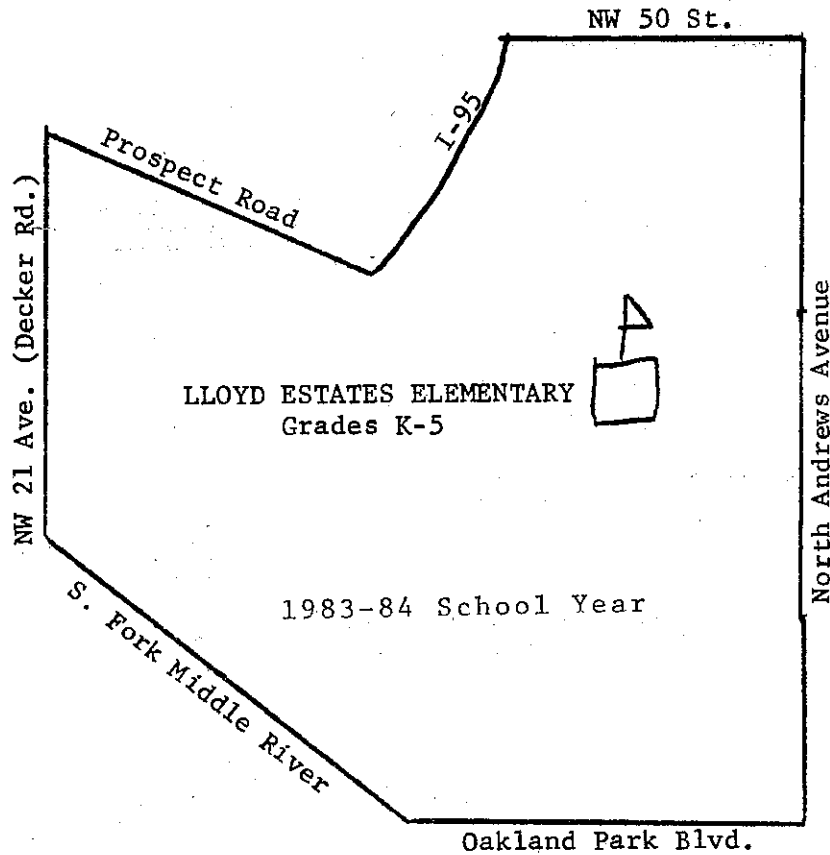 NW 50 St.
I-95
Prospect Road
NW 21 Ave. (Decker Rd.)
North Andrews Avenue
LLOYD ESTATES ELEMENTARY
Grades K-5
1983-84 School Year
S. Fork Middle River
Oakland Park Blvd.